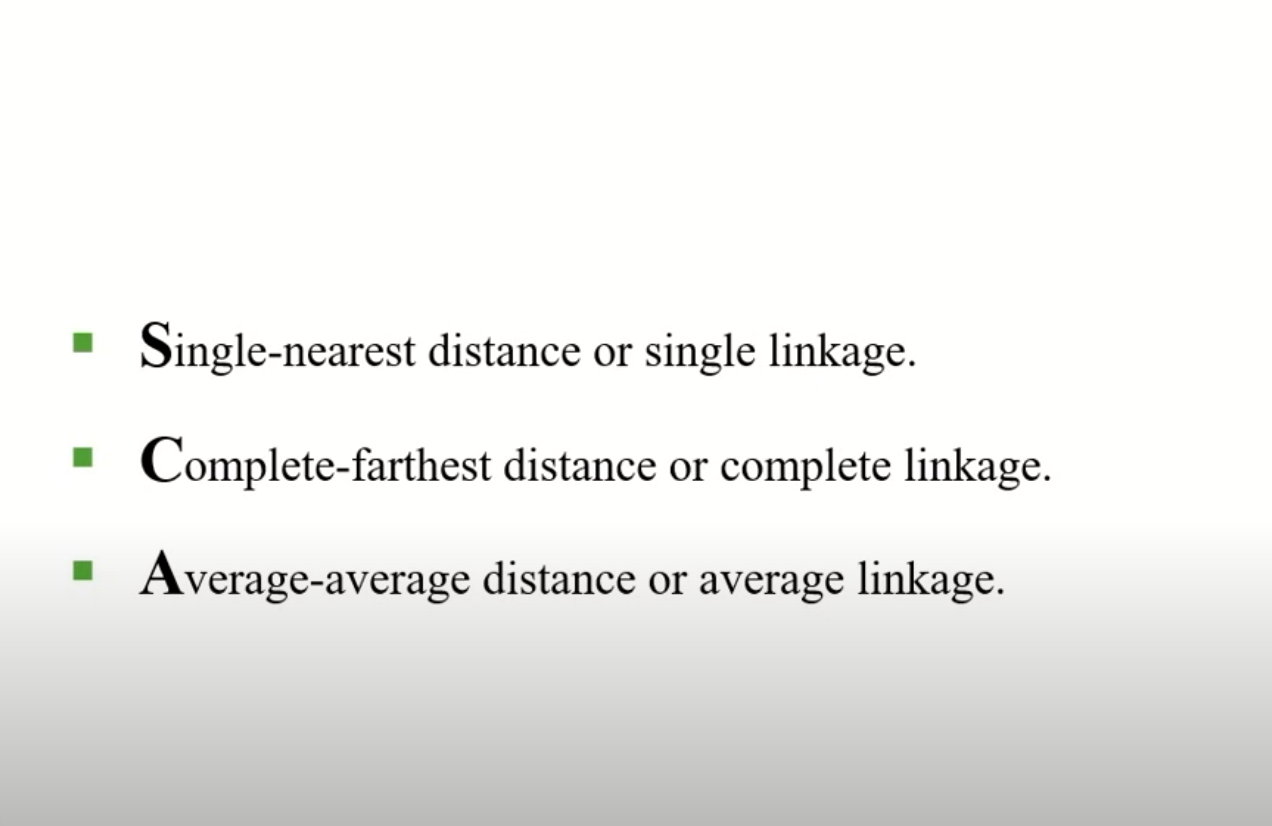 Single-nearest distance or single linkage.
Complete-farthest distance or complete linkage.
Average-average distance or average linkage.